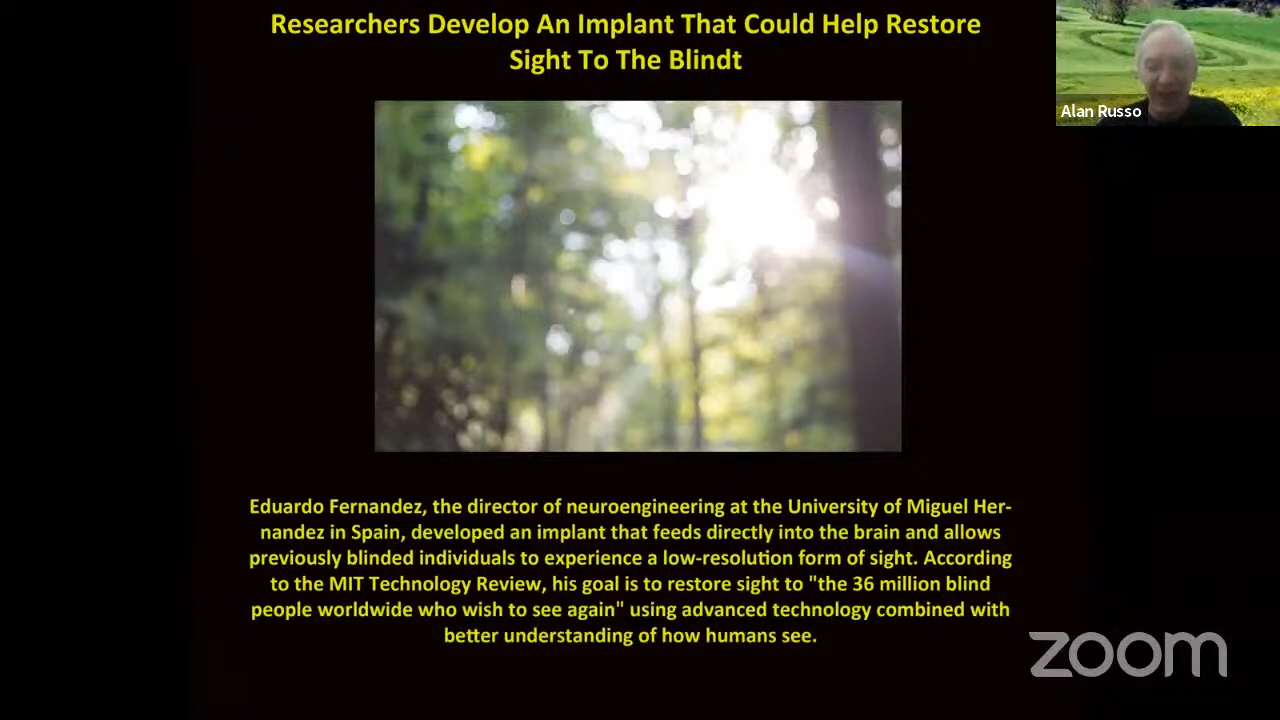 Researchers Develop An Implant That Could Help Restore
Sight To The Blindt
Alan Russo
Eduardo Fernandez, the director of neuroengineering at the University of Miguel Her-
nandez in Spain, developed an implant that feeds directly into the brain and allows
previously blinded individuals to experience a low-resolution form of sight. According
to the MIT Technology Review, his goal is to restore sight to "the 36 million blind
people worldwide who wish to see again" using advanced technology combined with
better understanding of how humans see.
zoom